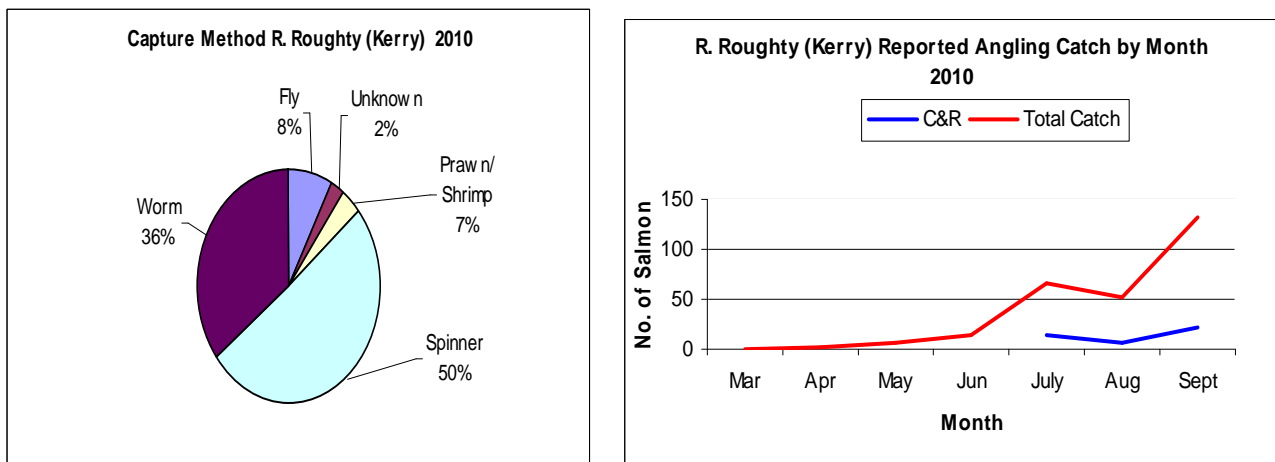 Capture Method R. Roughty (Kerry) 2010
Fly
8%
Unknown
2%
Prawn/
Shrimp
7%
Worm
36%
Spinner
50%
R. Roughty (Kerry) Reported Angling Catch by Month
2010
C&R Total Catch
No. of Salmon
150
100
50
0
Mar Apr May Jun July Aug Sept
Month